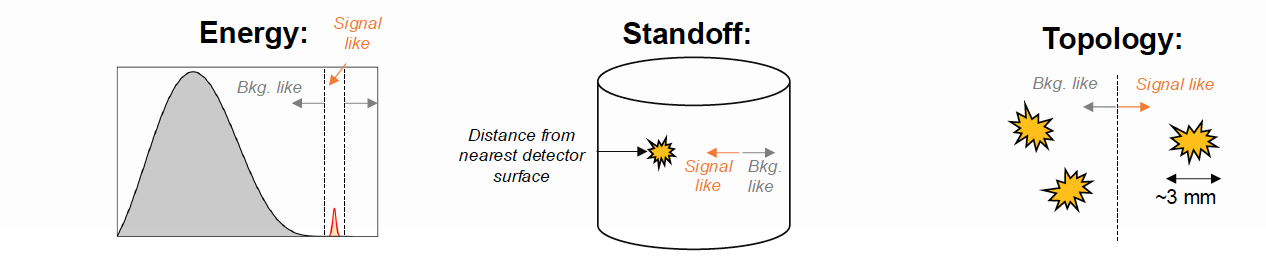 Energy:
Signal
like
Bkg. like
Standoff:
Distance from
nearest detector
surface
Signal
like
Bkg.
like
Topology:
Bkg. like
Signal like
~3 mm